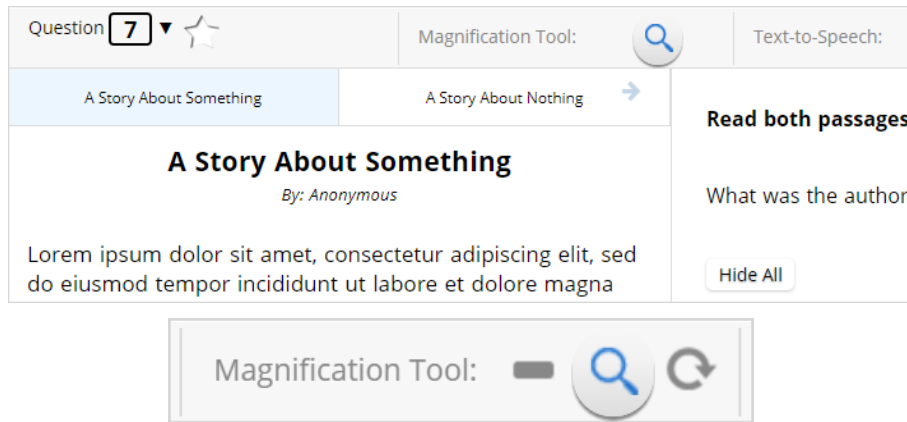 Question 7 ▼ Magnification Tool: Text-to-Speech:
A Story About Something A Story About Nothing
A Story About Something
By: Anonymous
Lorem ipsum dolor sit amet, consectetur adipiscing elit, sed
do eiusmod tempor incididunt ut labore et dolore magna
Read both passages
What was the author
Hide All
Magnification Tool: